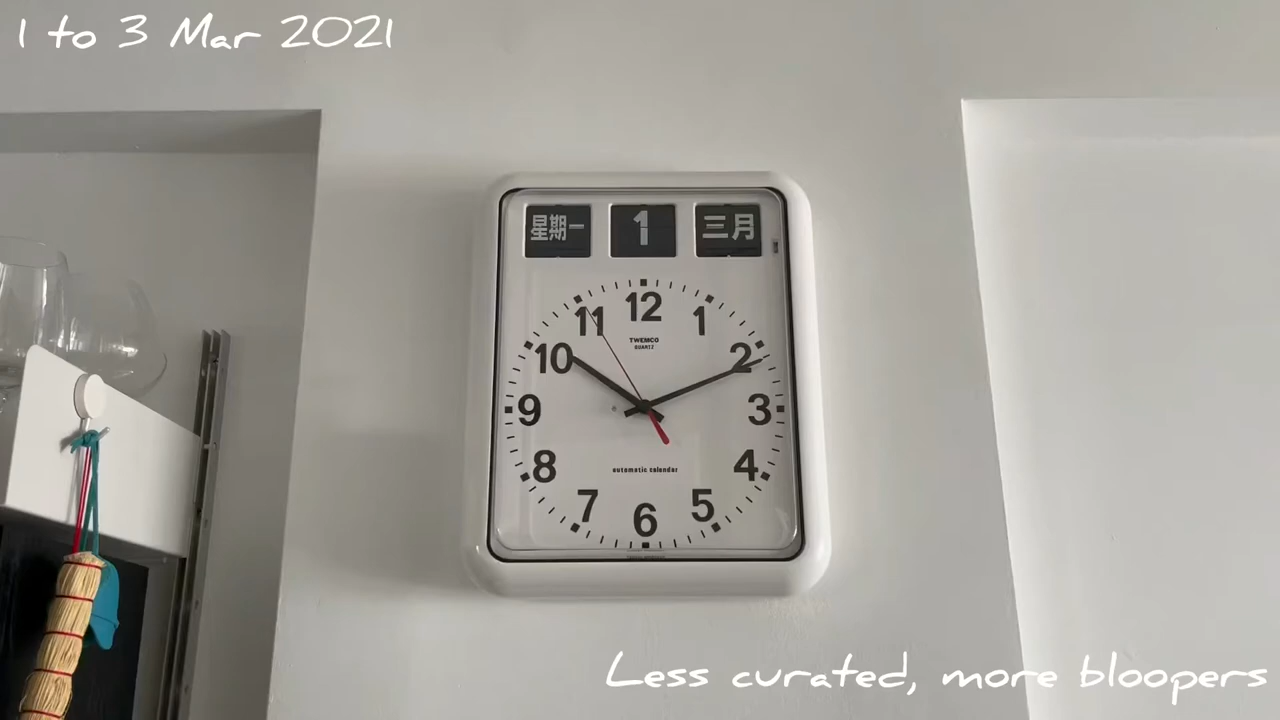 1 to 3 Mar 2021
星期一 1 三月
12
11 1
TWEMCO
QUARTZ
10 2
9 3
8 4
automatic calendar
7 5
6
Less curated, more bloopers